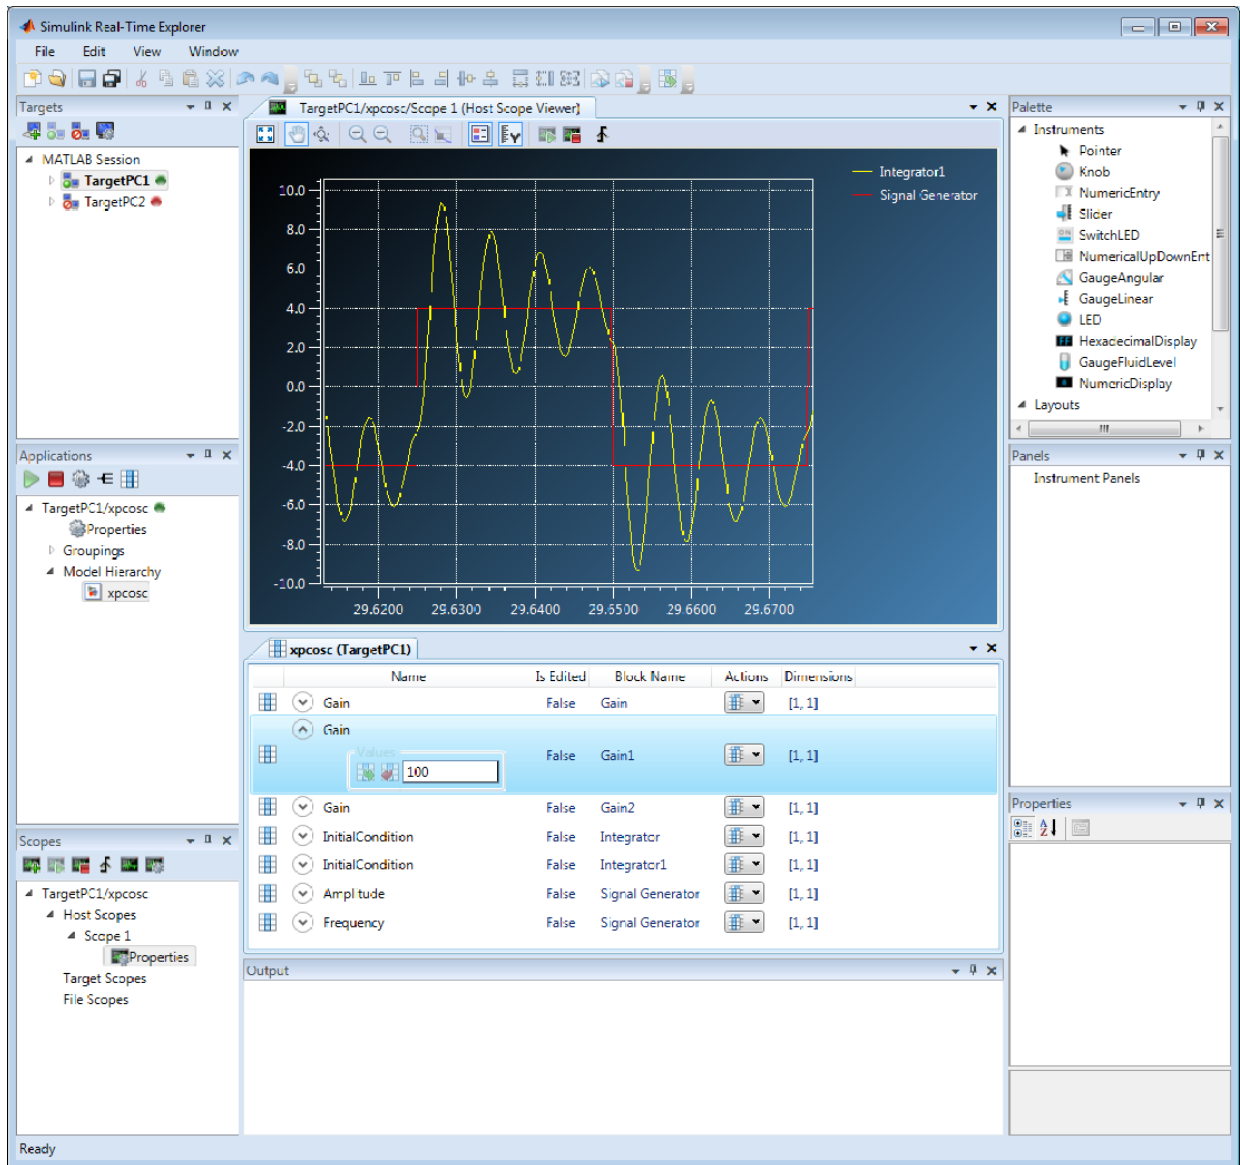 Simulink Real-Time Explorer
File Edit View Window
Targets
MATLAB Session
TargetPC1
TargetPC2
Applications
TargetPC1/xpcosc
Properties
Groupings
Model Hierarchy
xpcosc
Scopes
TargetPC1/xpcosc
Host Scopes
Scope 1
Properties
Target Scopes
File Scopes
TargetPC1/xpcosc/Scope 1 (Host Scope Viewer)
Integrator1
Signal Generator
10.0
8.0
6.0
4.0
2.0
0.0
-2.0
-4.0
-6.0
-8.0
-10.0
29.6200 29.6300 29.6400 29.6500 29.6600 29.6700
xpcosc (TargetPC1)
Name Is Edited Block Name Actions Dimensions
Gain False Gain [1, 1]
Gain
Values
100
False Gain1 [1, 1]
Gain False Gain2 [1, 1]
InitialCondition False Integrator [1, 1]
InitialCondition False Integrator1 [1, 1]
Amplitude False Signal Generator [1, 1]
Frequency False Signal Generator [1, 1]
Output
Palette
Instruments
Pointer
Knob
NumericEntry
Slider
SwitchLED
NumericalUpDownEnt
GaugeAngular
GaugeLinear
LED
HexadecimalDisplay
GaugeFluidLevel
NumericDisplay
Layouts
Panels
Instrument Panels
Properties
Ready